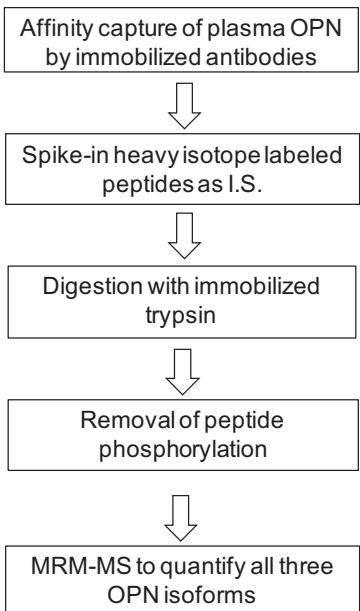 Affinity capture of plasma OPN
by immobilized antibodies
Spike-in heavy isotope labeled
peptides as I.S.
Digestion with immobilized
trypsin
Removal of peptide
phosphorylation
MRM-MS to quantify all three
OPN isoforms